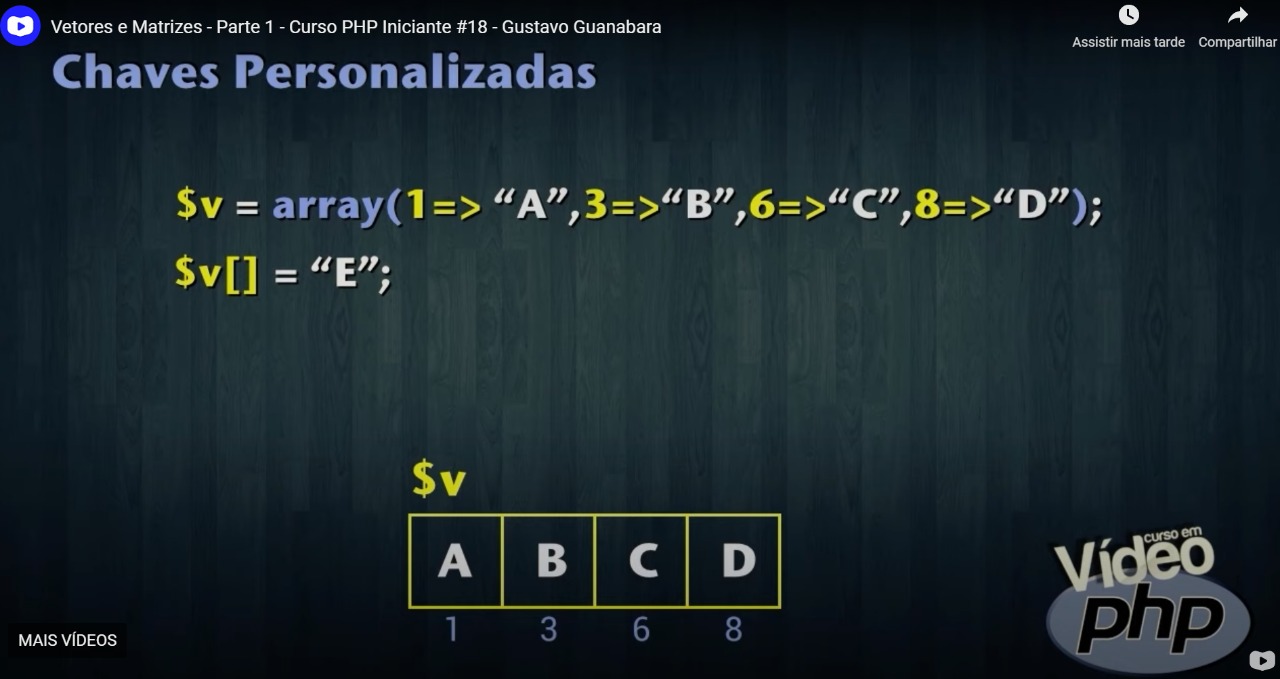 Vetores e Matrizes - Parte 1 - Curso PHP Iniciante #18 - Gustavo Guanabara
Assistir mais tarde
Compartilhar
Chaves Personalizadas
$v = array(1=> “A”,3=>“B”,6=>“C”,8=>“D”);
$v[] = “E”;
$v
A B C D
1 3 6 8
curso em
Vídeo
php
MAIS VÍDEOS